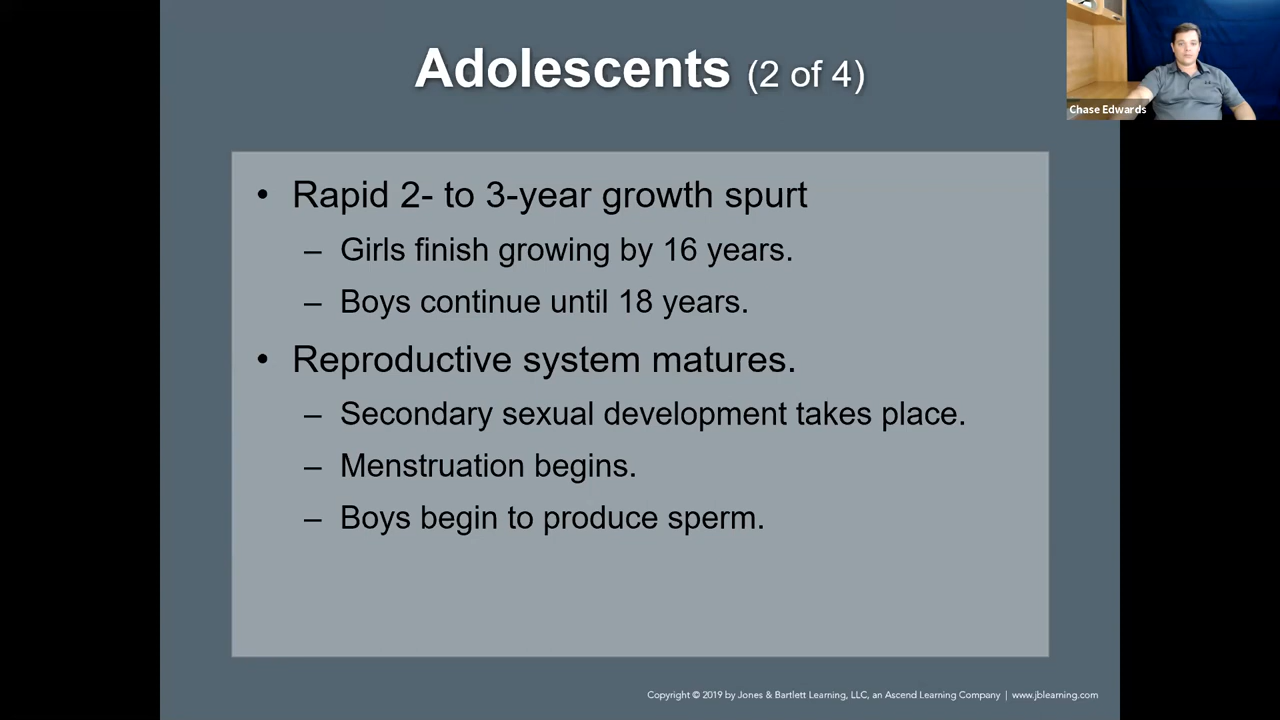 Adolescents (2 of 4)
Chase Edwards
• Rapid 2- to 3-year growth spurt
– Girls finish growing by 16 years.
– Boys continue until 18 years.
• Reproductive system matures.
– Secondary sexual development takes place.
– Menstruation begins.
– Boys begin to produce sperm.
Copyright © 2019 by Jones & Bartlett Learning, LLC, an Ascend Learning Company | www.jblearning.com